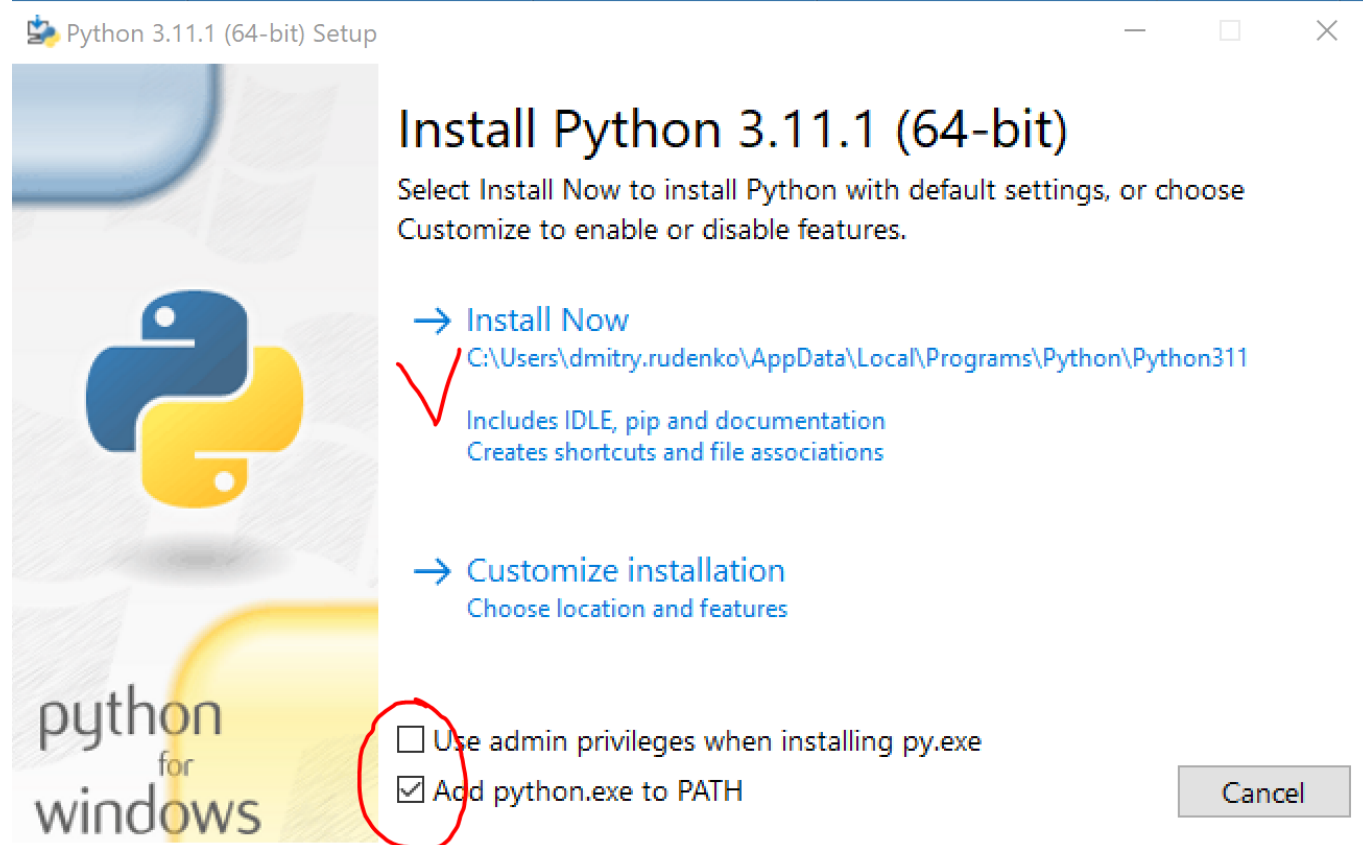 Python 3.11.1 (64-bit) Setup
Install Python 3.11.1 (64-bit)
Select Install Now to install Python with default settings, or choose
Customize to enable or disable features.
Install Now
C:\Users\dmitry.rudenko\AppData\Local\Programs\Python\Python311
Includes IDLE, pip and documentation
Creates shortcuts and file associations
Customize installation
Choose location and features
Use admin privileges when installing py.exe
Add python.exe to PATH
Cancel
python
for
windows